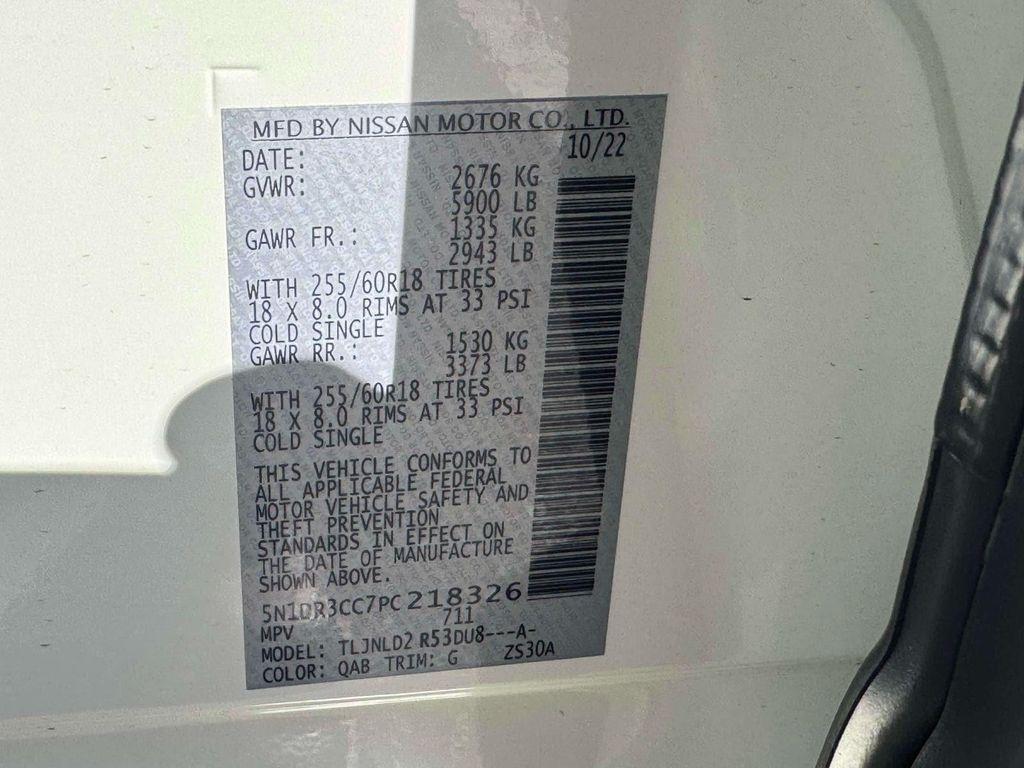 MFD BY NISSAN MOTOR CO., LTD.
DATE: 10/22
GVWR: 2676 KG
5900 LB
GAWR FR.: 1335 KG
2943 LB
WITH 255/60R18 TIRES
18 X 8.0 RIMS AT 33 PSI
COLD SINGLE
GAWR RR.: 1530 KG
3373 LB
WITH 255/60R18 TIRES
18 X 8.0 RIMS AT 33 PSI
COLD SINGLE
THIS VEHICLE CONFORMS TO
ALL APPLICABLE FEDERAL
MOTOR VEHICLE SAFETY AND
THEFT PREVENTION
STANDARDS IN EFFECT ON
THE DATE OF MANUFACTURE
SHOWN ABOVE.
5N1DR3CC7PC218326
MPV 711
MODEL: TLJNLD2 R53DU8---A-
COLOR: QAB TRIM: G ZS30A